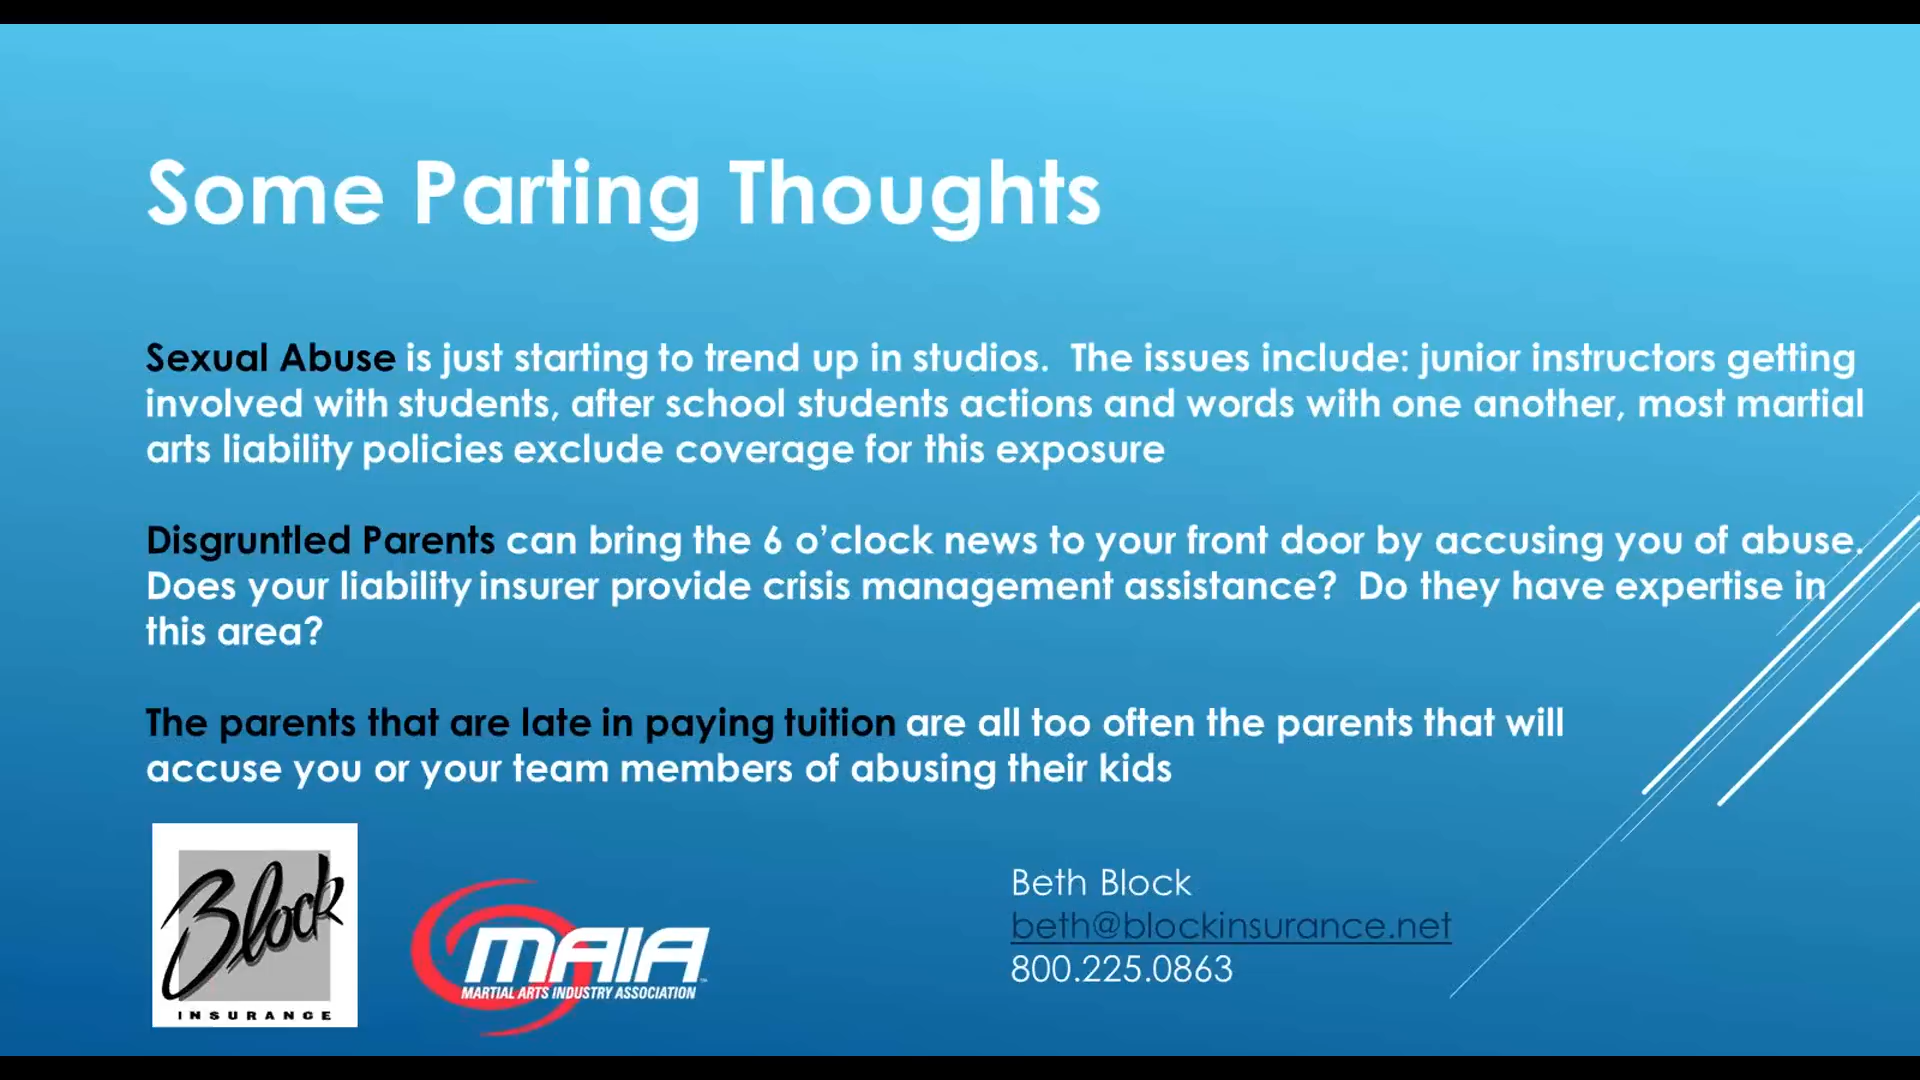 Some Parting Thoughts
Sexual Abuse is just starting to trend up in studios. The issues include: junior instructors getting
involved with students, after school students actions and words with one another, most martial
arts liability policies exclude coverage for this exposure
Disgruntled Parents can bring the 6 o’clock news to your front door by accusing you of abuse.
Does your liability insurer provide crisis management assistance? Do they have expertise in
this area?
The parents that are late in paying tuition are all too often the parents that will
accuse you or your team members of abusing their kids
Block
INSURANCE
MAIA
MARTIAL ARTS INDUSTRY ASSOCIATION
Beth Block
beth@blockinsurance.net
800.225.0863